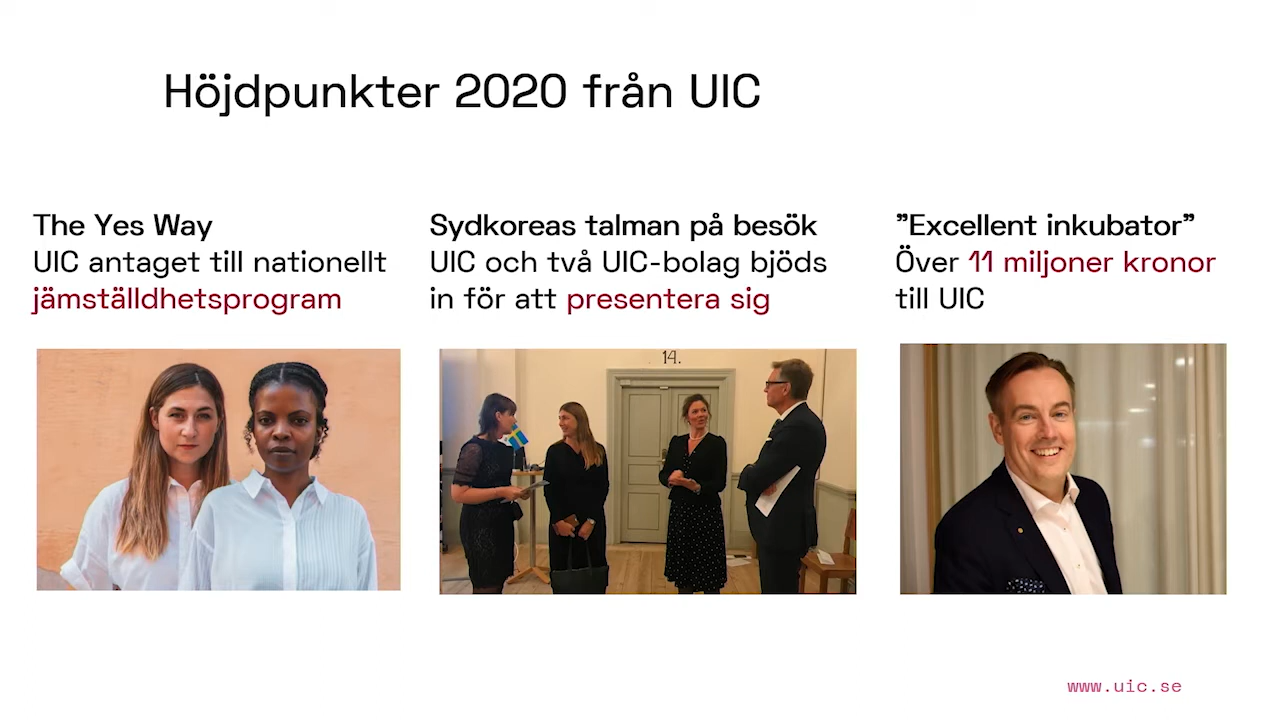 Höjdpunkter 2020 från UIC
The Yes Way
UIC antaget till nationellt
jämställdhetsprogram
Sydkoreas talman på besök
UIC och två UIC-bolag bjöds
in för att presentera sig
”Excellent inkubator”
Över 11 miljoner kronor
till UIC
14.
www.uic.se